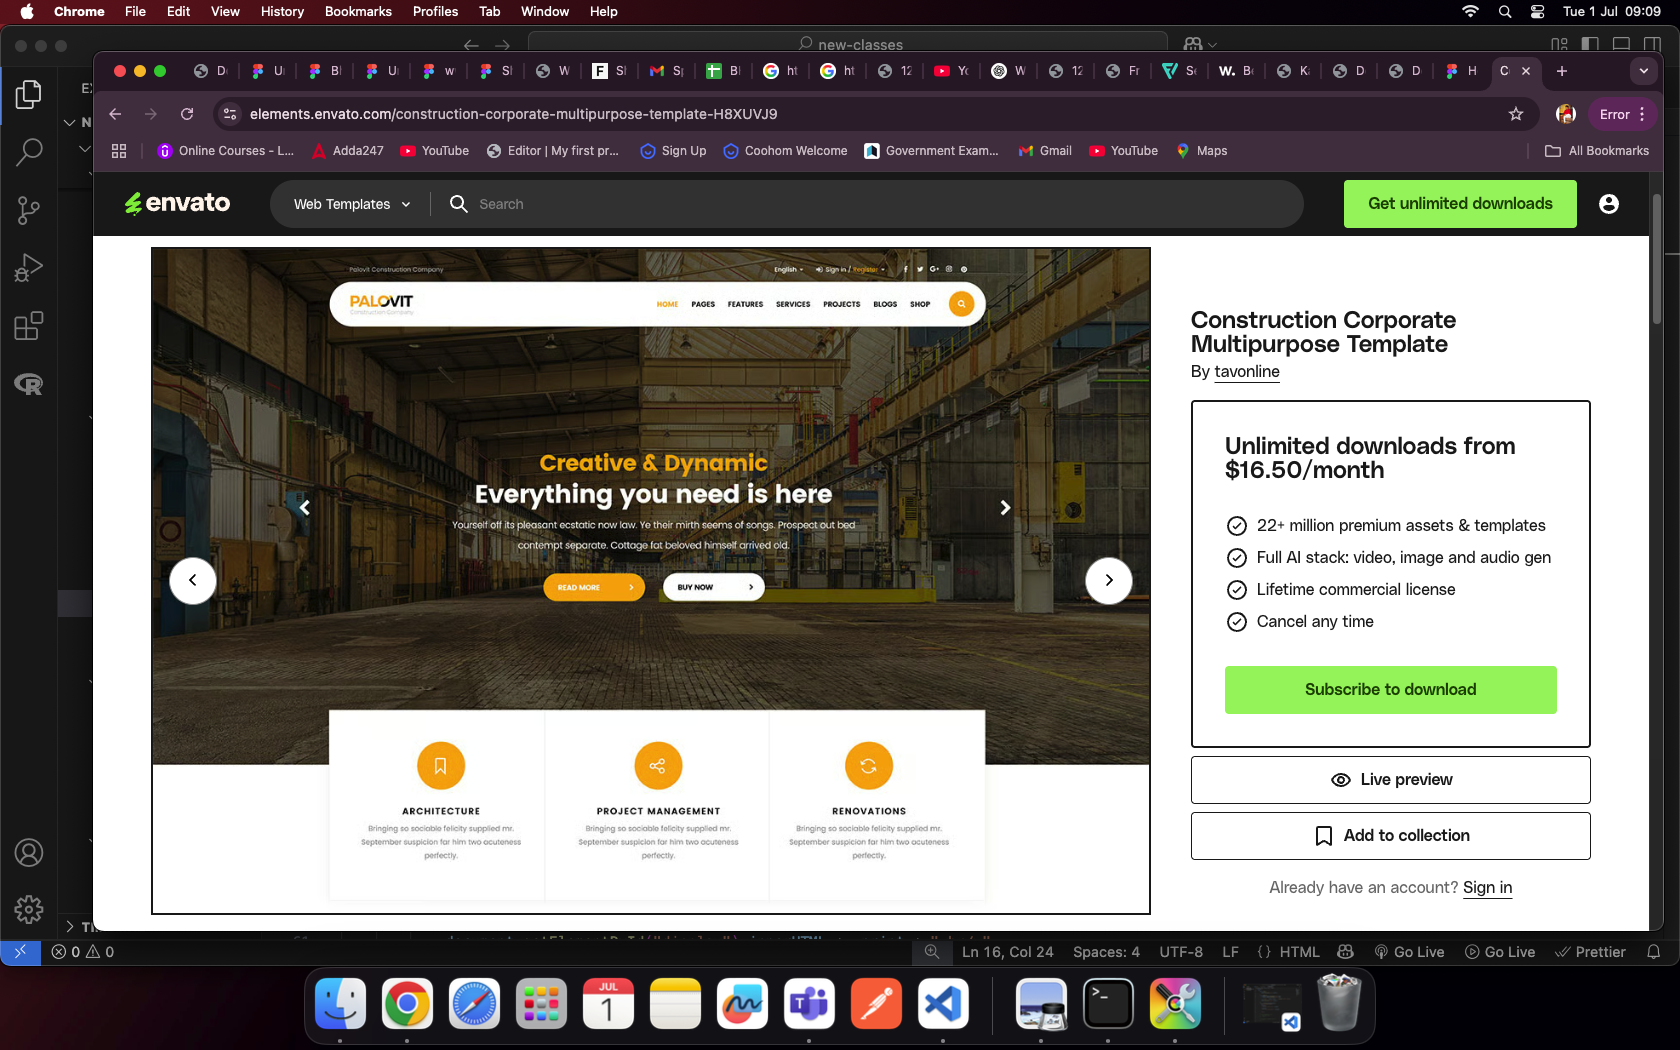 Chrome File Edit View History Bookmarks Profiles Tab Window Help
Tue 1 Jul 09:09
new-classes
elements.envato.com/construction-corporate-multipurpose-template-H8XUVJ9
Error
Online Courses - L...
Adda247
YouTube
Editor | My first pr...
Sign Up
Coohom Welcome
Government Exam...
Gmail
YouTube
Maps
All Bookmarks
envato
Web Templates
Search
Get unlimited downloads
Palovit Construction Company
English
Sign in / Register
PALOVIT
Construction Company
HOME PAGES FEATURES SERVICES PROJECTS BLOGS SHOP
Creative & Dynamic
Everything you need is here
Yourself off its pleasant ecstatic now law. Ye their mirth seems of songs. Prospect out bed
contempt separate. Cottage fat beloved himself arrived old.
READ MORE
BUY NOW
ARCHITECTURE
Bringing so sociable felicity supplied mr.
September suspicion far him two acuteness
perfectly.
PROJECT MANAGEMENT
Bringing so sociable felicity supplied mr.
September suspicion far him two acuteness
perfectly.
RENOVATIONS
Bringing so sociable felicity supplied mr.
September suspicion far him two acuteness
perfectly.
Construction Corporate
Multipurpose Template
By tavonline
Unlimited downloads from
$16.50/month
22+ million premium assets & templates
Full AI stack: video, image and audio gen
Lifetime commercial license
Cancel any time
Subscribe to download
Live preview
Add to collection
Already have an account? Sign in
0 0
Ln 16, Col 24
Spaces: 4
UTF-8
LF
{} HTML
Go Live
Go Live
Prettier
JUL
1